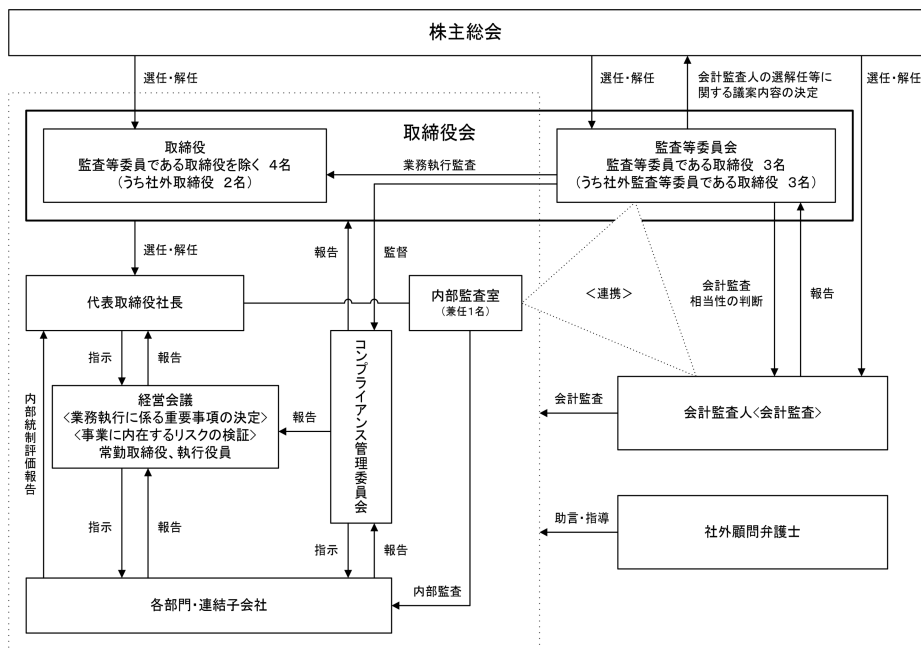 株主総会
選任・解任
選任・解任
会計監査人の選解任等に
関する議案内容の決定
選任・解任
取締役会
取締役
監査等委員である取締役を除く 4名
(うち社外取締役 2名)
業務執行監査
監査等委員会
監査等委員である取締役 3名
(うち社外監査等委員である取締役 3名)
選任・解任
報告
監督
代表取締役社長
内部監査室
(兼任1名)
<連携>
会計監査
相当性の判断
報告
指示
報告
内部統制評価報告
経営会議
<業務執行に係る重要事項の決定>
<事業に内在するリスクの検証>
常勤取締役、執行役員
報告
コンプライアンス管理委員会
会計監査
会計監査人<会計監査>
指示
報告
指示
報告
内部監査
助言・指導
社外顧問弁護士
各部門・連結子会社